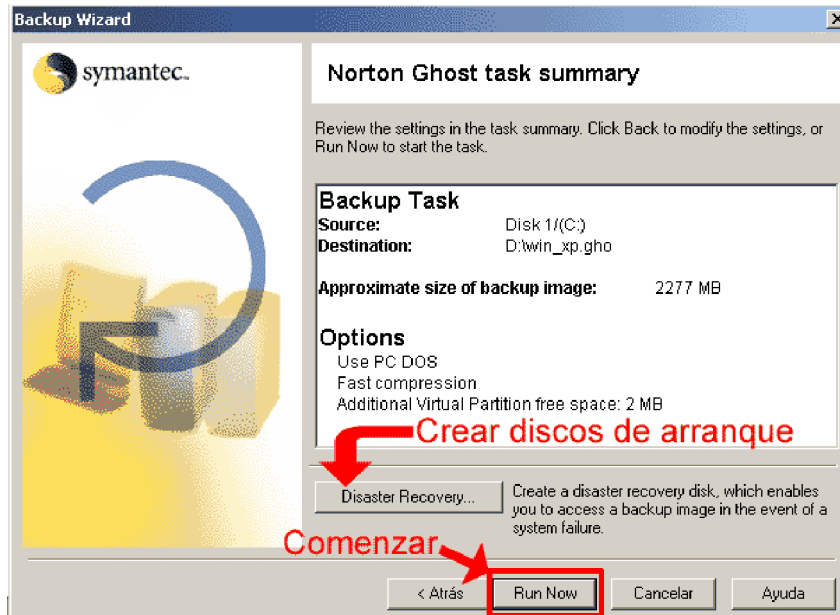 Backup Wizard
symantec.
Norton Ghost task summary
Review the settings in the task summary. Click Back to modify the settings, or
Run Now to start the task.
Backup Task
Source: Disk 1/(C:)
Destination: D:\win_xp.gho
Approximate size of backup image: 2277 MB
Options
Use PC DOS
Fast compression
Additional Virtual Partition free space: 2 MB
Crear discos de arranque
Disaster Recovery...
Create a disaster recovery disk, which enables
you to access a backup image in the event of a
system failure.
Comenzar
< Atrás
Run Now
Cancelar
Ayuda